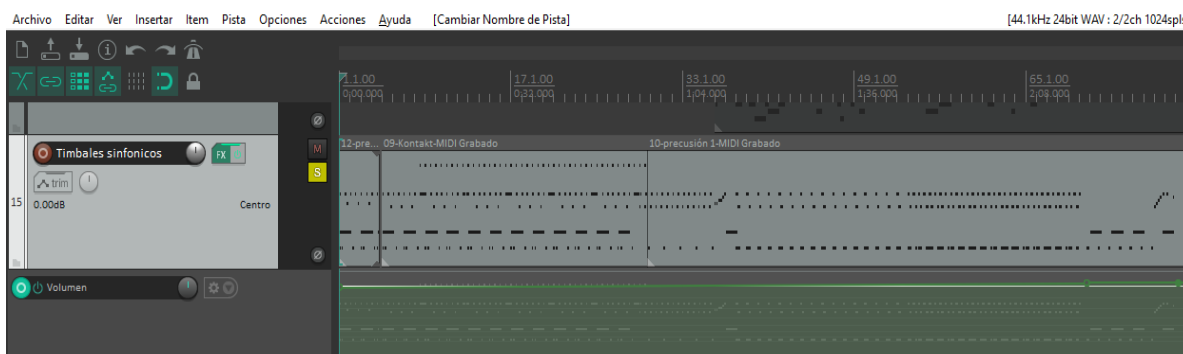 Archivo Editar Ver Insertar Item Pista Opciones Acciones Ayuda [Cambiar Nombre de Pista] [44.1kHz 24bit WAV : 2/2ch 1024spls
1.1.00 17.1.00 33.1.00 49.1.00 65.1.00
0:00.000 0:32.000 1:04.000 1:36.000 2:08.000
12-pre... 09-Kontakt-MIDI Grabado 10-precusión 1-MIDI Grabado
Timbales sinfonicos FX M
S
trim
15 0.00dB Centro
Volumen